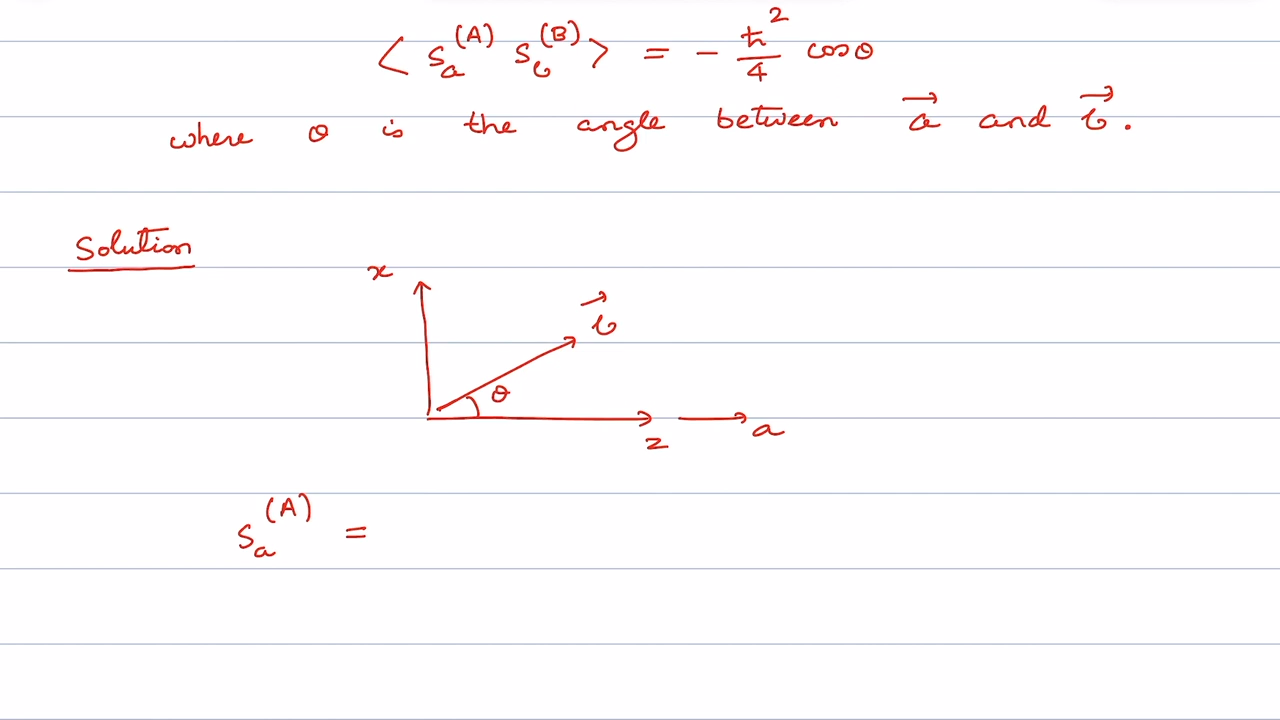 ⟨ S_a^(A) S_b^(B) ⟩ = - ħ²/4 cosθ
where θ is the angle between a⃗ and b⃗.
Solution
x
b⃗
θ
z
a
S_a^(A) =